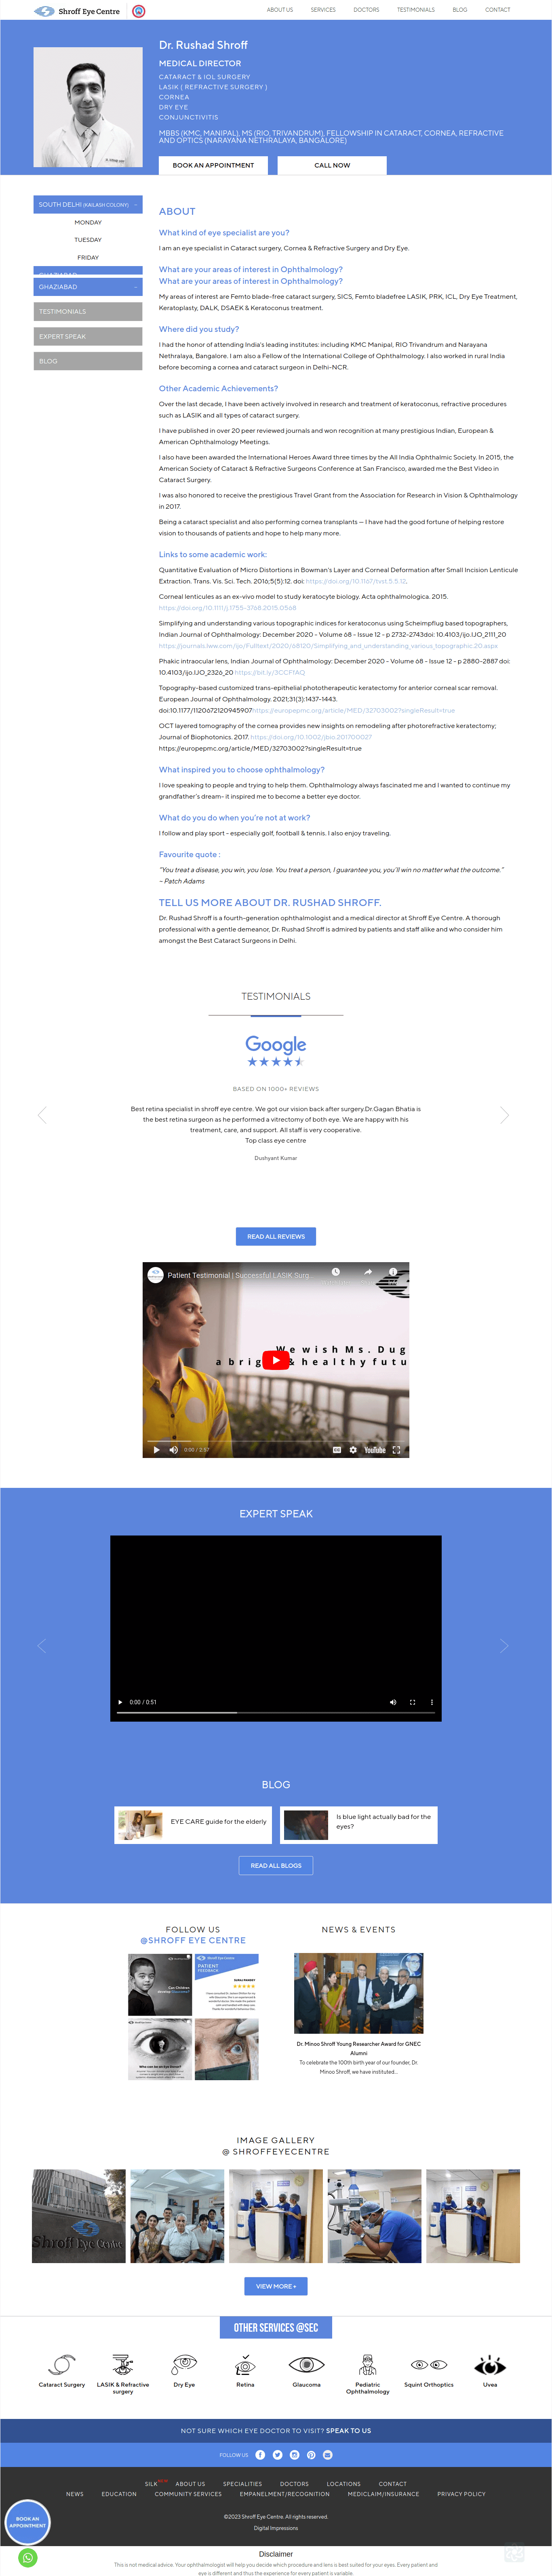 Shroff Eye Centre
ABOUT US SERVICES DOCTORS TESTIMONIALS BLOG CONTACT
Dr. Rushad Shroff
MEDICAL DIRECTOR
CATARACT & IOL SURGERY
LASIK ( REFRACTIVE SURGERY )
CORNEA
DRY EYE
CONJUNCTIVITIS
MBBS (KMC, MANIPAL), MS (RIO, TRIVANDRUM), FELLOWSHIP IN CATARACT, CORNEA, REFRACTIVE
AND OPTICS (NARAYANA NETHRALAYA, BANGALORE)
BOOK AN APPOINTMENT
CALL NOW
SOUTH DELHI (KAILASH COLONY) -
MONDAY
TUESDAY
FRIDAY
GHAZIABAD
GHAZIABAD -
TESTIMONIALS
EXPERT SPEAK
BLOG
ABOUT
What kind of eye specialist are you?
I am an eye specialist in Cataract surgery, Cornea & Refractive Surgery and Dry Eye.
What are your areas of interest in Ophthalmology?
What are your areas of interest in Ophthalmology?
My areas of interest are Femto blade-free cataract surgery, SICS, Femto bladefree LASIK, PRK, ICL, Dry Eye Treatment,
Keratoplasty, DALK, DSAEK & Keratoconus treatment.
Where did you study?
I had the honor of attending India's leading institutes: including KMC Manipal, RIO Trivandrum and Narayana
Nethralaya, Bangalore. I am also a Fellow of the International College of Ophthalmology. I also worked in rural India
before becoming a cornea and cataract surgeon in Delhi-NCR.
Other Academic Achievements?
Over the last decade, I have been actively involved in research and treatment of keratoconus, refractive procedures
such as LASIK and all types of cataract surgery.
I have published in over 20 peer reviewed journals and won recognition at many prestigious Indian, European &
American Ophthalmology Meetings.
I also have been awarded the International Heroes Award three times by the All India Ophthalmic Society. In 2015, the
American Society of Cataract & Refractive Surgeons Conference at San Francisco, awarded me the Best Video in
Cataract Surgery.
I was also honored to receive the prestigious Travel Grant from the Association for Research in Vision & Ophthalmology
in 2017.
Being a cataract specialist and also performing cornea transplants – I have had the good fortune of helping restore
vision to thousands of patients and hope to help many more.
Links to some academic work:
Quantitative Evaluation of Micro Distortions in Bowman's Layer and Corneal Deformation after Small Incision Lenticule
Extraction. Trans. Vis. Sci. Tech. 2016;5(5):12. doi: https://doi.org/10.1167/tvst.5.5.12.
Corneal lenticules as an ex-vivo model to study keratocyte biology. Acta ophthalmologica. 2015.
https://doi.org/10.1111/j.1755-3768.2015.0568
Simplifying and understanding various topographic indices for keratoconus using Scheimpflug based topographers,
Indian Journal of Ophthalmology: December 2020 - Volume 68 - Issue 12 - p 2732-2743doi: 10.4103/ijo.IJO_2111_20
https://journals.lww.com/ijo/Fulltext/2020/68120/Simplifying_and_understanding_various_topographic.20.aspx
Phakic intraocular lens, Indian Journal of Ophthalmology: December 2020 - Volume 68 - Issue 12 - p 2880-2887 doi:
10.4103/ijo.IJO_2326_20 https://bit.ly/3CCF1AQ
Topography-based customized trans-epithelial phototherapeutic keratectomy for anterior corneal scar removal.
European Journal of Ophthalmology. 2021;31(3):1437-1443.
doi:10.1177/1120672120945907https://europepmc.org/article/MED/32703002?singleResult=true
OCT layered tomography of the cornea provides new insights on remodeling after photorefractive keratectomy;
Journal of Biophotonics. 2017. https://doi.org/10.1002/jbio.201700027
https://europepmc.org/article/MED/32703002?singleResult=true
What inspired you to choose ophthalmology?
I love speaking to people and trying to help them. Ophthalmology always fascinated me and I wanted to continue my
grandfather's dream- it inspired me to become a better eye doctor.
What do you do when you're not at work?
I follow and play sport - especially golf, football & tennis. I also enjoy traveling.
Favourite quote :
"You treat a disease, you win, you lose. You treat a person, I guarantee you, you'll win no matter what the outcome."
~ Patch Adams
TELL US MORE ABOUT DR. RUSHAD SHROFF.
Dr. Rushad Shroff is a fourth-generation ophthalmologist and a medical director at Shroff Eye Centre. A thorough
professional with a gentle demeanor, Dr. Rushad Shroff is admired by patients and staff alike and who consider him
amongst the Best Cataract Surgeons in Delhi.
TESTIMONIALS
Google
BASED ON 1000+ REVIEWS
Best retina specialist in shroff eye centre. We got our vision back after surgery.Dr.Gagan Bhatia is
the best retina surgeon as he performed a vitrectomy of both eye. We are happy with his
treatment, care, and support. All staff is very cooperative.
Top class eye centre
Dushyant Kumar
READ ALL REVIEWS
Patient Testimonial | Successful LASIK Surg
We wish Ms. Dug
a brig & healthy futu
0:00 / 2:57
YouTube
EXPERT SPEAK
0:00 / 0:51
BLOG
EYE CARE guide for the elderly
Is blue light actually bad for the
eyes?
READ ALL BLOGS
FOLLOW US
@SHROFF EYE CENTRE
Can Children
develop Glaucoma?
Shroff Eye Centre
PATIENT
FEEDBACK
Who can be an Eye Donor?
NEWS & EVENTS
Dr. Minoo Shroff Young Researcher Award for GNEC
Alumni
To celebrate the 100th birth year of our founder, Dr.
Minoo Shroff, we have instituted...
IMAGE GALLERY
@ SHROFFEYECENTRE
Shroff Eye Centre
VIEW MORE +
OTHER SERVICES @SEC
Cataract Surgery
LASIK & Refractive
surgery
Dry Eye
Retina
Glaucoma
Pediatric
Ophthalmology
Squint Orthoptics
Uvea
NOT SURE WHICH EYE DOCTOR TO VISIT? SPEAK TO US
FOLLOW US
SILK ABOUT US SPECIALITIES DOCTORS LOCATIONS CONTACT
NEWS EDUCATION COMMUNITY SERVICES EMPANELMENT/RECOGNITION MEDICLAIM/INSURANCE PRIVACY POLICY
BOOK AN
APPOINTMENT
©2023 Shroff Eye Centre. All rights reserved.
Digital Impressions
Disclaimer
This is not medical advice. Your ophthalmologist will help you decide which procedure and lens is best suited for your eyes. Every patient and
eye is different and thus the experience for every patient is variable.